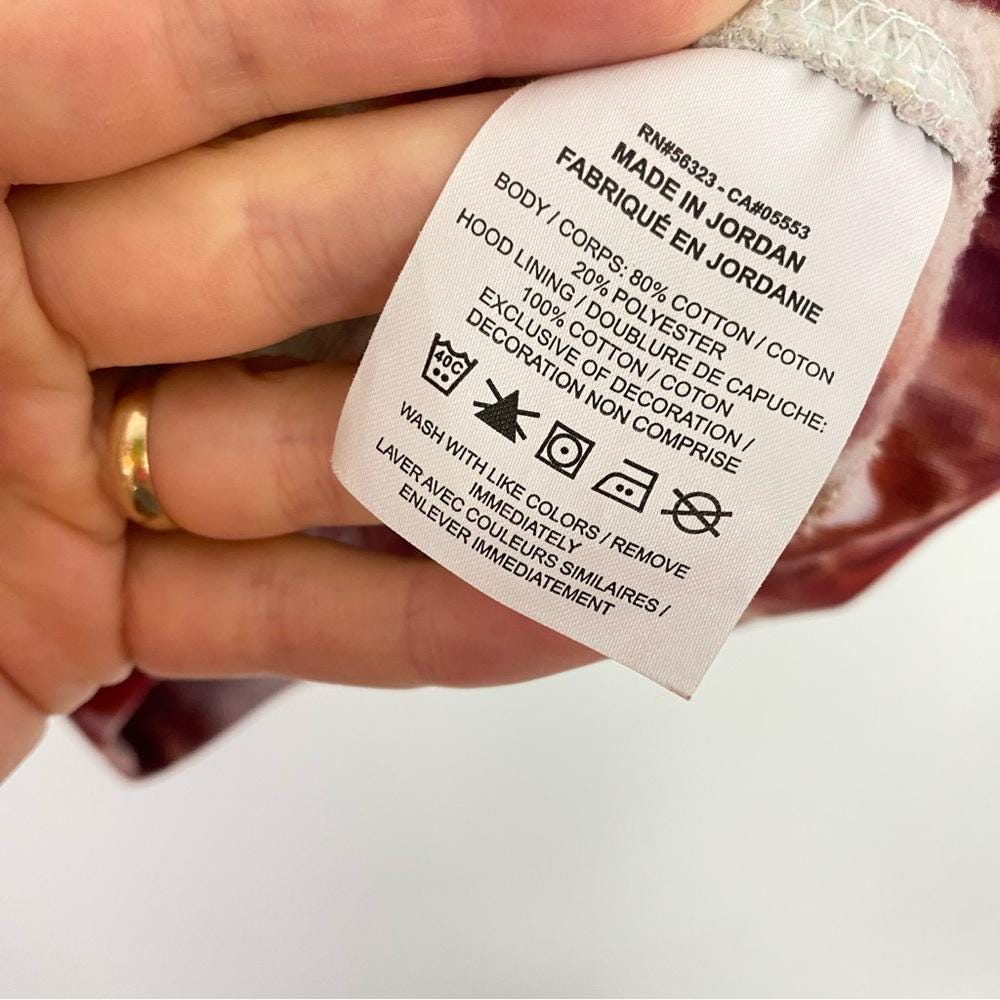 RN#56323 - CA#05553
MADE IN JORDAN
FABRIQUÉ EN JORDANIE
BODY / CORPS: 80% COTTON / COTON
20% POLYESTER
HOOD LINING / DOUBLURE DE CAPUCHE:
100% COTTON / COTON
EXCLUSIVE OF DECORATION /
DECORATION NON COMPRISE
40C
WASH WITH LIKE COLORS / REMOVE
IMMEDIATELY
LAVER AVEC COULEURS SIMILAIRES /
ENLEVER IMMEDIATEMENT